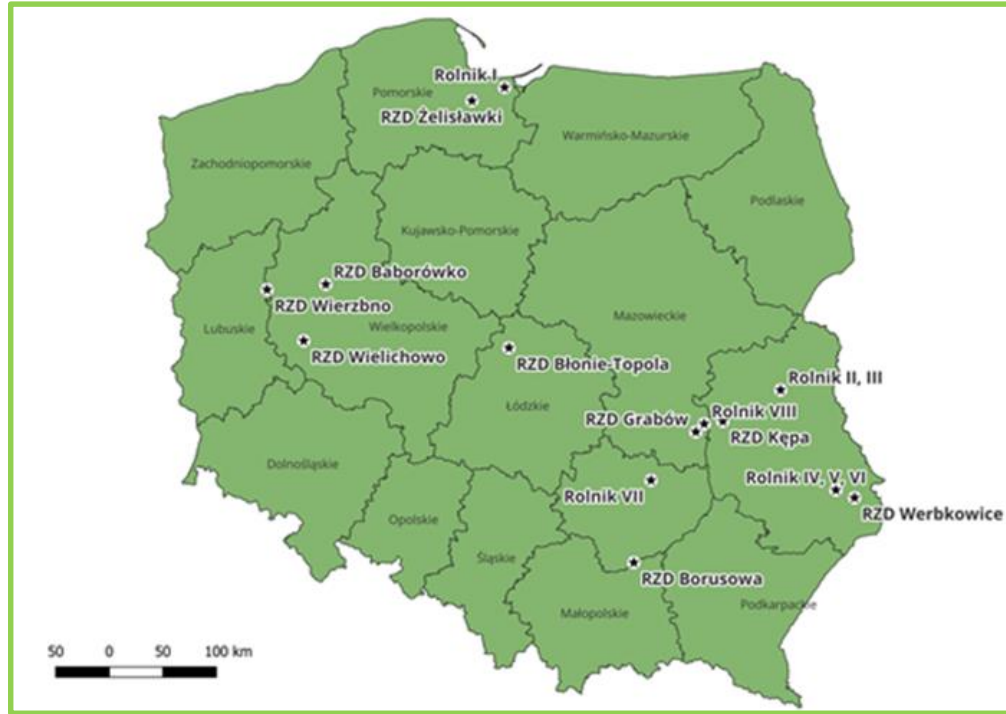 Rolnik I
Pomorskie
RZD Żelisławki
Warmińsko-Mazurskie
Zachodniopomorskie
Podlaskie
Kujawsko-Pomorskie
RZD Baborówko
RZD Wierzbno
Mazowieckie
Lubuskie
Wielkopolskie
RZD Wielichowo
RZD Błonie-Topola
Rolnik II, III
Łódzkie
Rolnik VIII
RZD Grabów
RZD Kępa
Dolnośląskie
Rolnik IV, V, VI
Rolnik VII
RZD Werbkowice
Opolskie
Śląskie
RZD Borusowa
Podkarpackie
Małopolskie
50 0 50 100 km